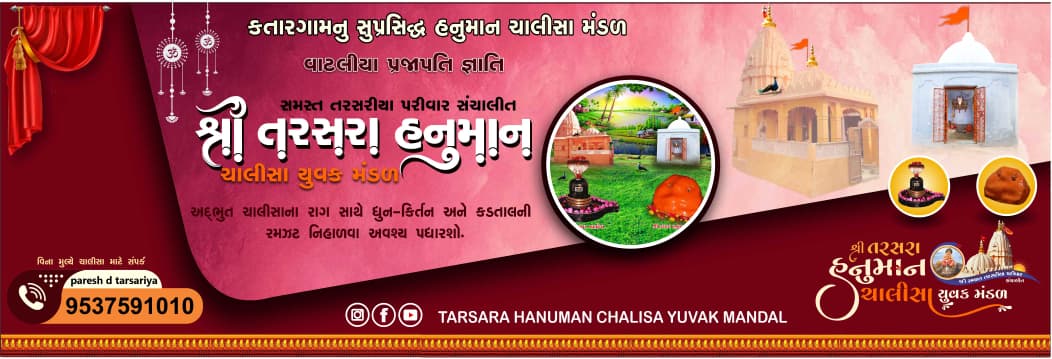 કતારગામનુ સુપ્રસિદ્ધ હનુમાન ચાલીસા મંડળ
વાટલીયા પ્રજાપતિ જ્ઞાતિ
સમસ્ત તરસરીયા પરીવાર સંચાલીત
શ્રી તરસરા હનુમાન
ચાલીસા યુવક મંડળ
અદ્ભુત ચાલીસાના રાગ સાથે ધુન-કિર્તન અને કડતાલની
રમઝટ નિહાળવા અવશ્ય પધારશો.
વિના મુલ્યે ચાલીસા માટે સંપર્ક
paresh d tarsariya
9537591010
TARSARA HANUMAN CHALISA YUVAK MANDAL
શ્રી તરસરા
હનુમાન
ચાલીસા યુવક મંડળ